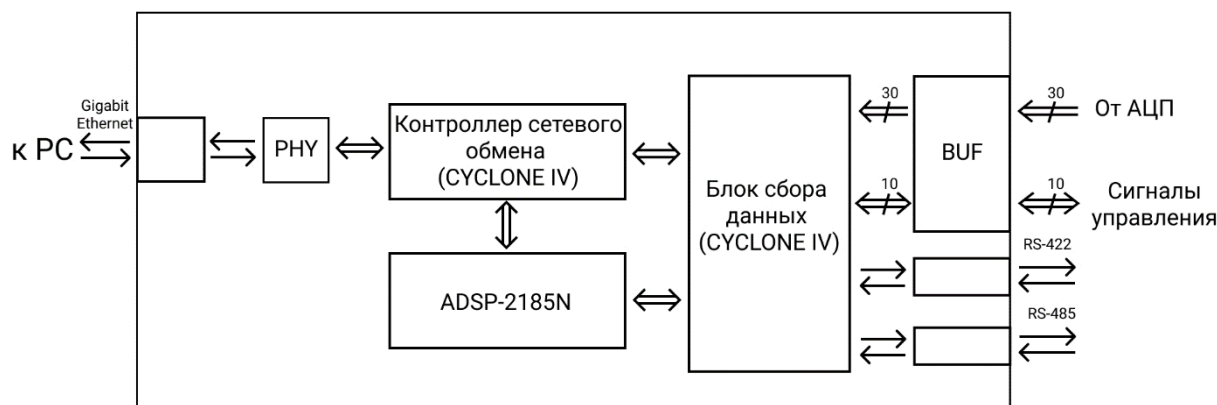 Gigabit
Ethernet
к PC
PHY
Контроллер сетевого
обмена
(CYCLONE IV)
ADSP-2185N
Блок сбора
данных
(CYCLONE IV)
30
10
BUF
30
От АЦП
10
Сигналы
управления
RS-422
RS-485